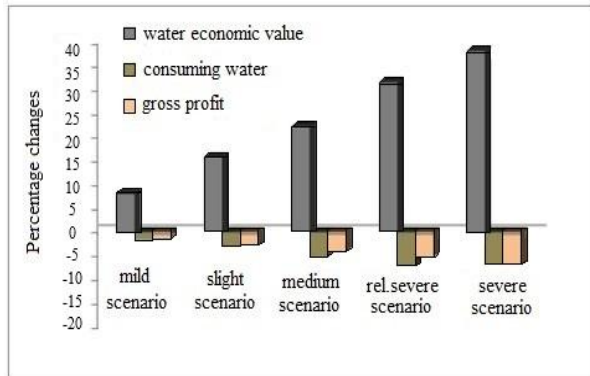 water economic value
consuming water
gross profit
Percentage changes
40
35
30
25
20
15
10
5
0
-5
-10
-15
-20
mild
scenario
slight
scenario
medium
scenario
rel.severe
scenario
severe
scenario